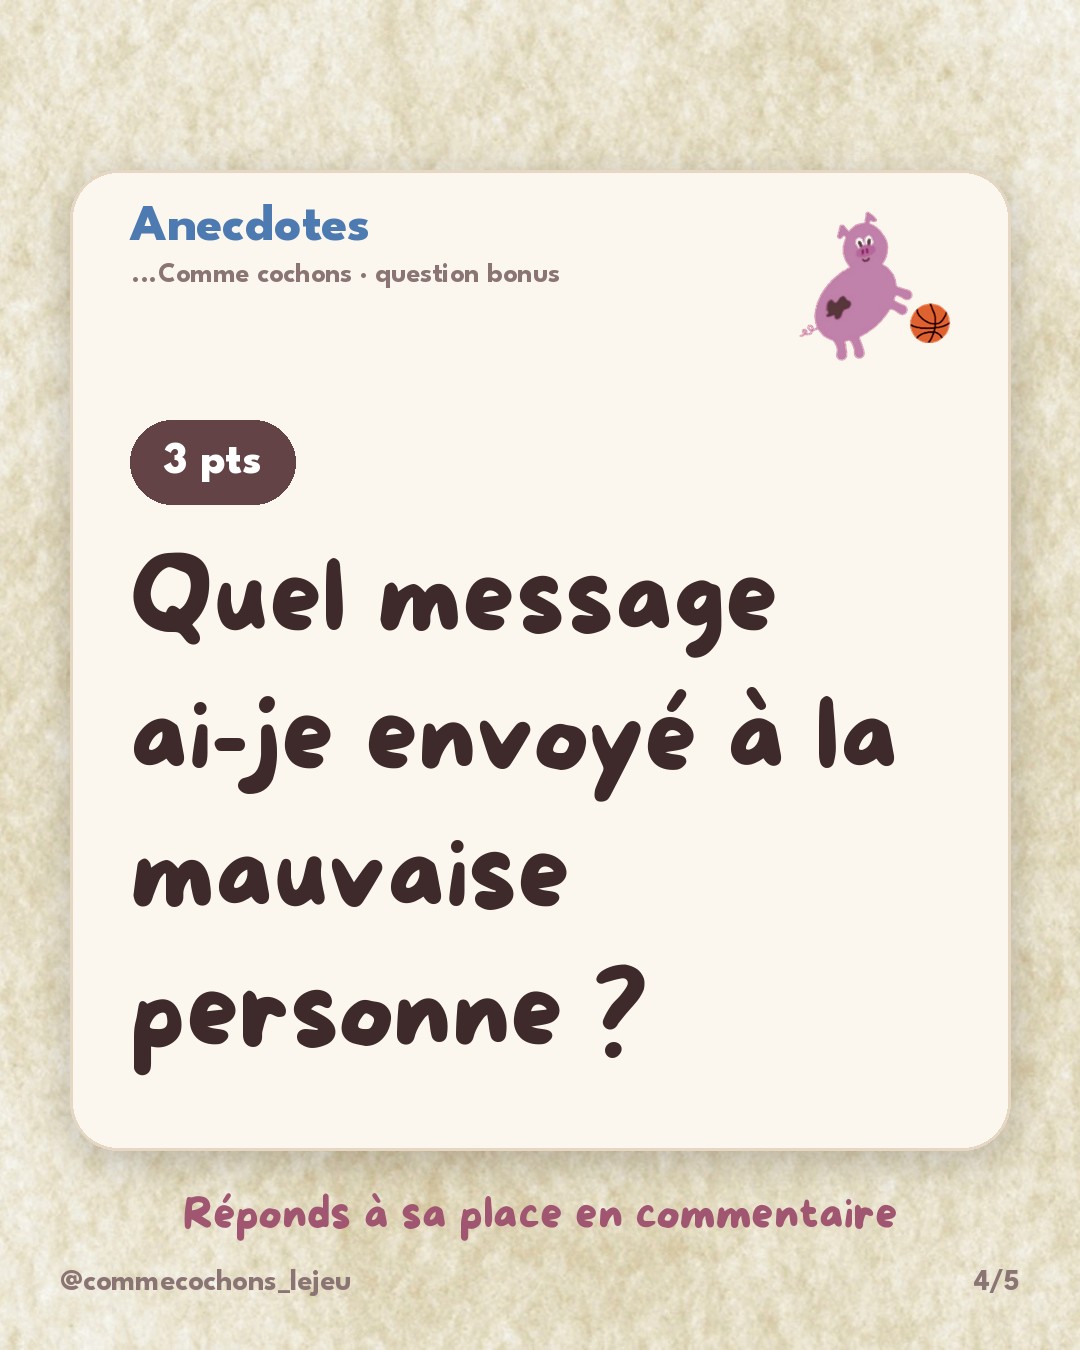 Anecdotes
...Comme cochons · question bonus
3 pts
Quel message
ai-je envoyé à la
mauvaise
personne ?
Réponds à sa place en commentaire
@commecochons_lejeu
4/5